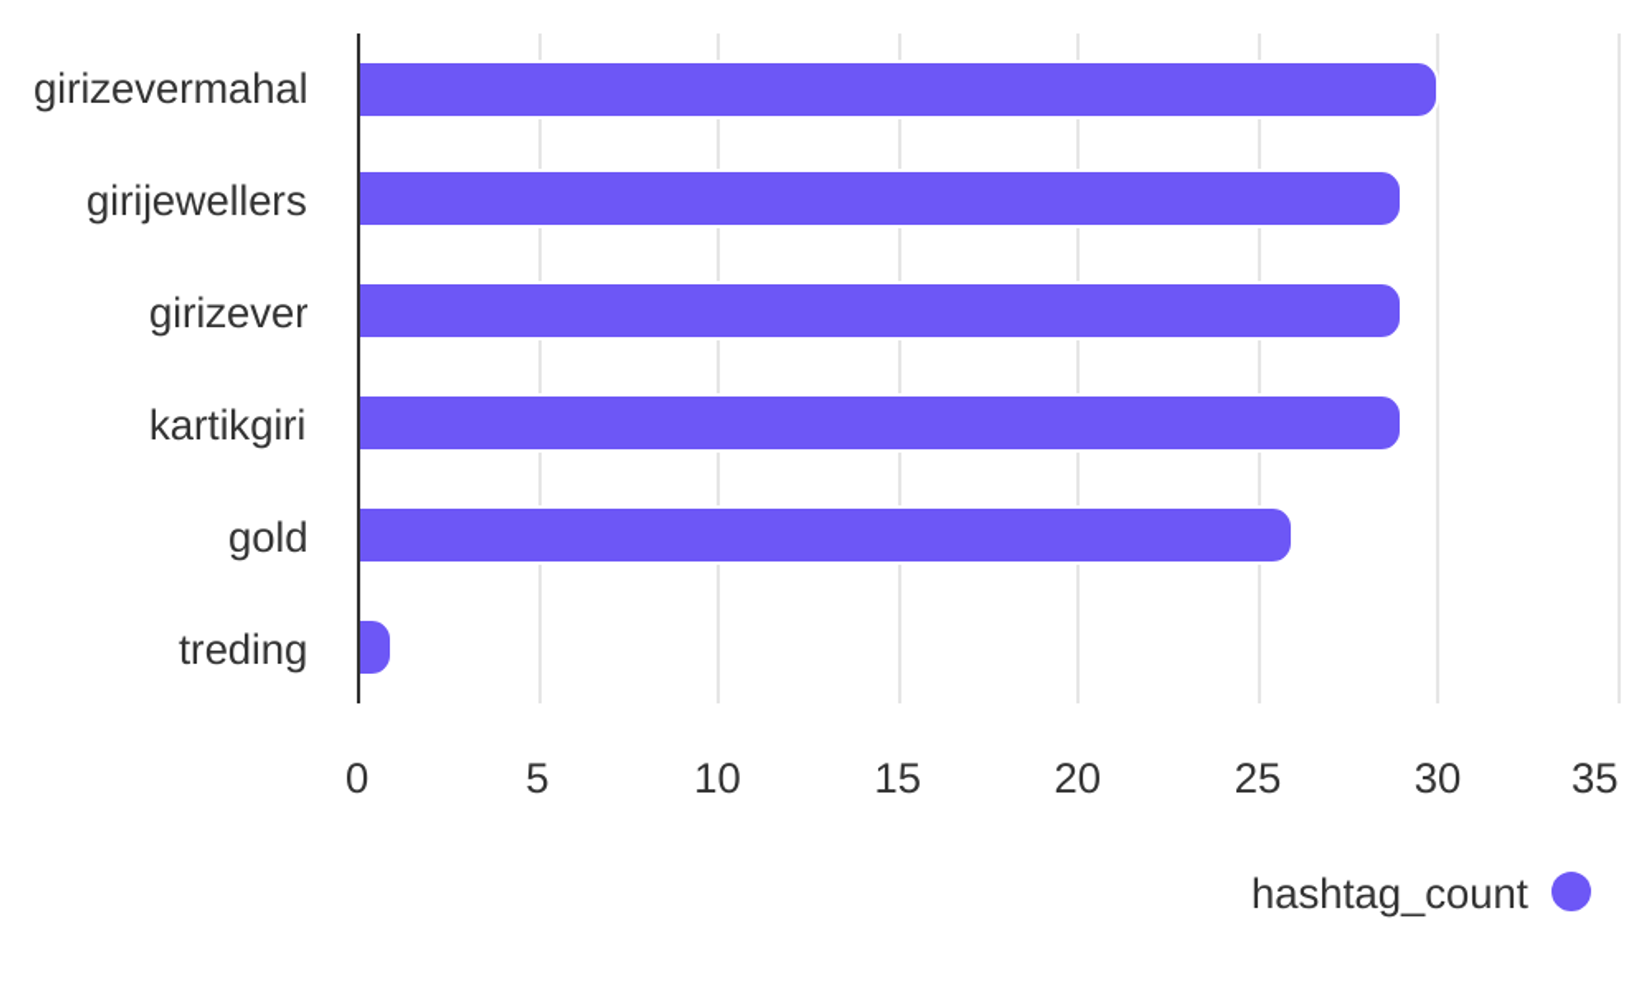 girizevermahal
girijewellers
girizever
kartikgiri
gold
treding
0 5 10 15 20 25 30 35
hashtag_count